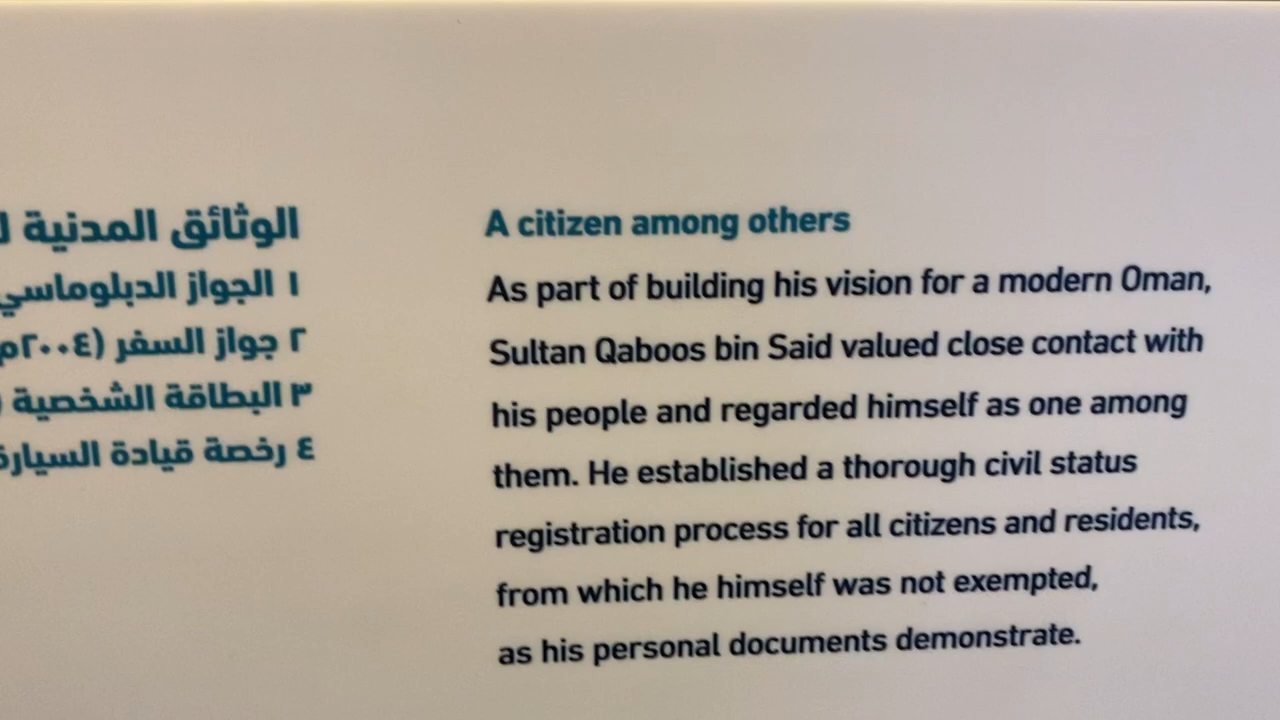 الوثائق المدنية
١ الجواز الدبلوماسي
٢ جواز السفر (٢٠٠٤م
٣ البطاقة الشخصية
٤ رخصة قيادة السيارة
A citizen among others
As part of building his vision for a modern Oman,
Sultan Qaboos bin Said valued close contact with
his people and regarded himself as one among
them. He established a thorough civil status
registration process for all citizens and residents,
from which he himself was not exempted,
as his personal documents demonstrate.